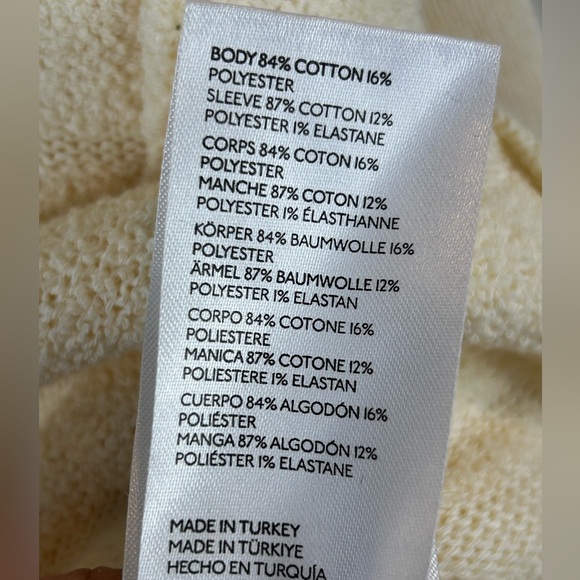 BODY 84% COTTON 16%
POLYESTER
SLEEVE 87% COTTON 12%
POLYESTER 1% ELASTANE
CORPS 84% COTON 16%
POLYESTER
MANCHE 87% COTON 12%
POLYESTER 1% ÉLASTHANNE
KÖRPER 84% BAUMWOLLE 16%
POLYESTER
ÄRMEL 87% BAUMWOLLE 12%
POLYESTER 1% ELASTAN
CORPO 84% COTONE 16%
POLIESTERE
MANICA 87% COTONE 12%
POLIESTERE 1% ELASTAN
CUERPO 84% ALGODÓN 16%
POLIÉSTER
MANGA 87% ALGODÓN 12%
POLIÉSTER 1% ELASTANE
MADE IN TURKEY
MADE IN TÜRKIYE
HECHO EN TURQUÍA